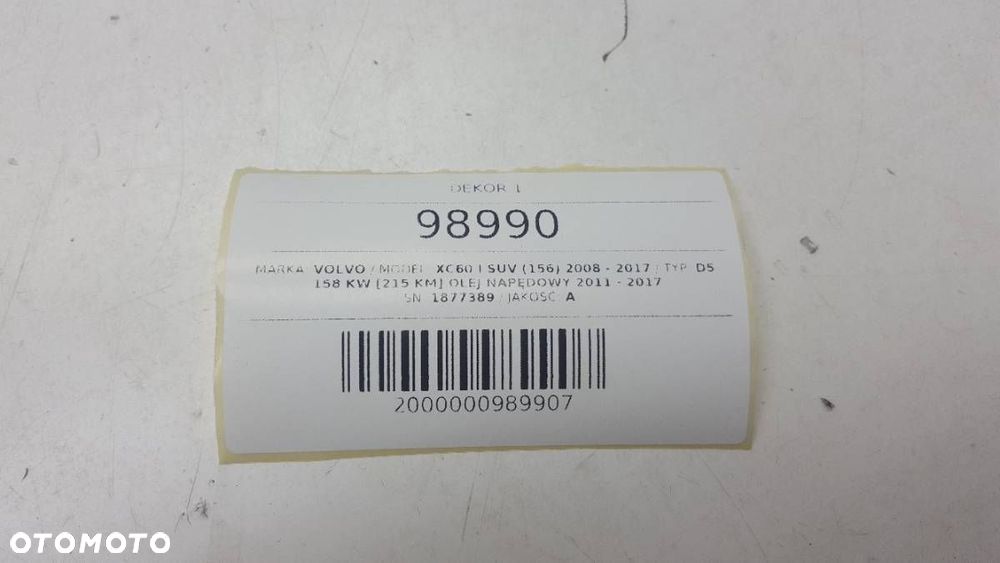 DEKOR 1
98990
MARKA VOLVO / MODEL XC60 I SUV (156) 2008 - 2017 / TYP D5
158 KW [215 KM] OLEJ NAPĘDOWY 2011 - 2017
SN 1877389 / JAKOŚĆ A
2000000989907
OTOMOTO